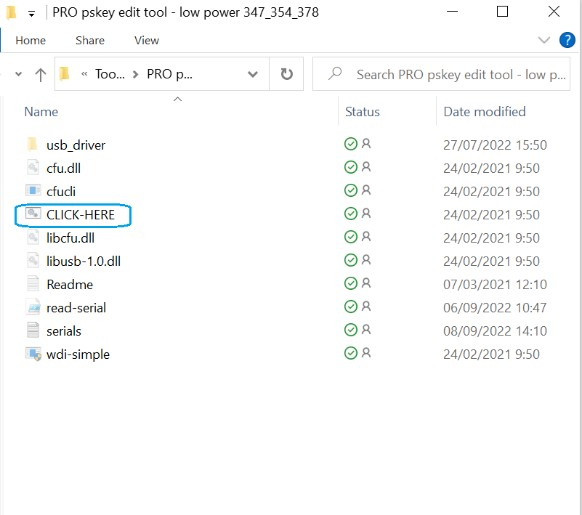 PRO pskey edit tool - low power 347_354_378
Home Share View
« Too... > PRO p... Search PRO pskey edit tool - low p...
Name Status Date modified
usb_driver 27/07/2022 15:50
cfu.dll 24/02/2021 9:50
cfucli 24/02/2021 9:50
CLICK-HERE 24/02/2021 9:50
libcfu.dll 24/02/2021 9:50
libusb-1.0.dll 24/02/2021 9:50
Readme 07/03/2021 12:10
read-serial 06/09/2022 10:47
serials 08/09/2022 14:10
wdi-simple 24/02/2021 9:50